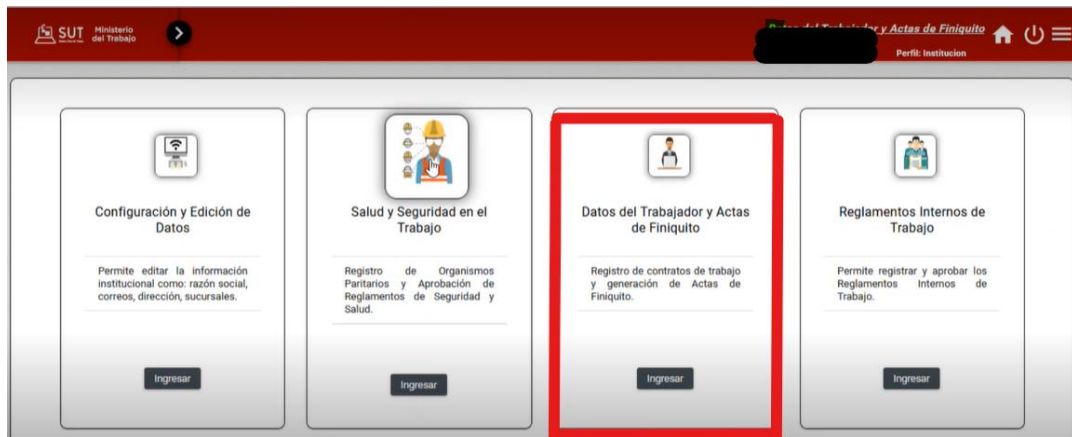 SUT Ministerio
del Trabajo
y Actas de Finiquito
Perfil: Institucion
Configuración y Edición de
Datos
Permite editar la información
institucional como: razón social,
correos, dirección, sucursales.
Ingresar
Salud y Seguridad en el
Trabajo
Registro de Organismos
Paritarios y Aprobación de
Reglamentos de Seguridad y
Salud.
Ingresar
Datos del Trabajador y Actas
de Finiquito
Registro de contratos de trabajo
y generación de Actas de
Finiquito.
Ingresar
Reglamentos Internos de
Trabajo
Permite registrar y aprobar los
Reglamentos Internos de
Trabajo.
Ingresar